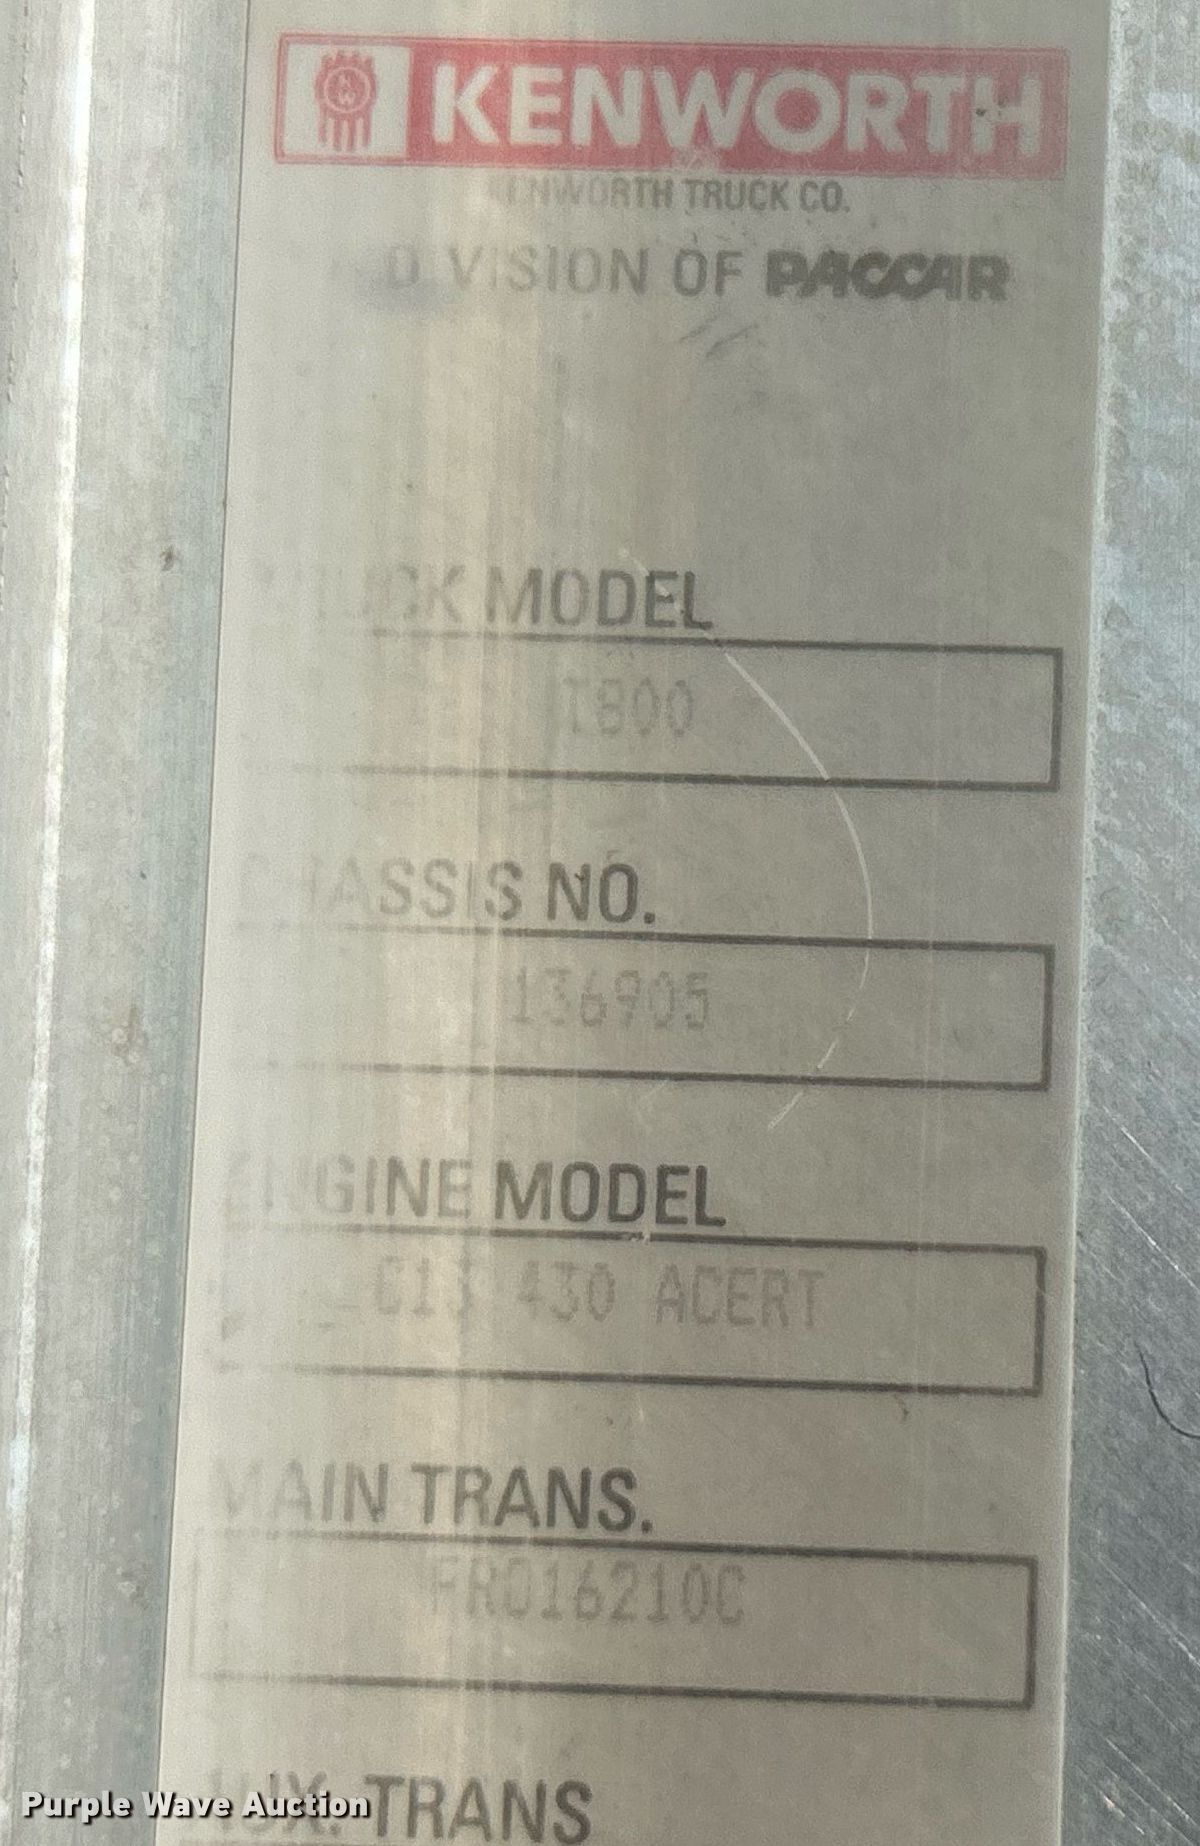 KENWORTH
KENWORTH TRUCK CO.
DIVISION OF PACCAR
TRUCK MODEL
T800
CHASSIS NO.
136905
ENGINE MODEL
C13 430 ACERT
MAIN TRANS.
FRO16210C
AUX. TRANS
Purple Wave Auction